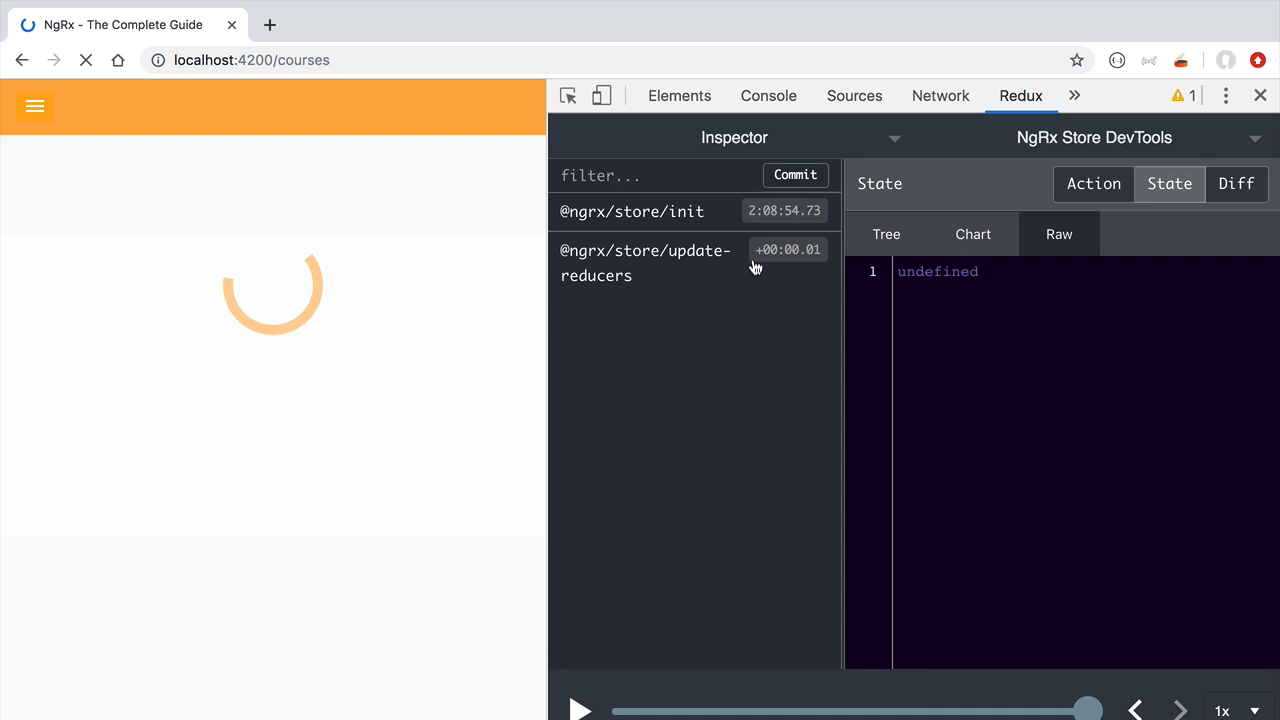 NgRx - The Complete Guide
localhost:4200/courses
Elements
Console
Sources
Network
Redux
1
Inspector
NgRx Store DevTools
filter...
Commit
State
Action
State
Diff
@ngrx/store/init
2:08:54.73
Tree
Chart
Raw
@ngrx/store/update-
reducers
+00:00.01
1
undefined
1x